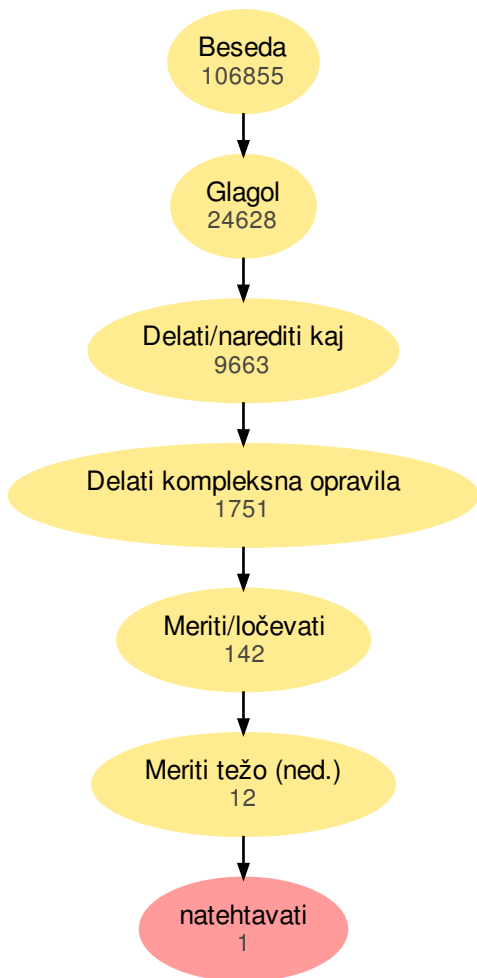 Beseda
106855
Glagol
24628
Delati/narediti kaj
9663
Delati kompleksna opravila
1751
Meriti/ločevati
142
Meriti težo (ned.)
12
natehtavati
1